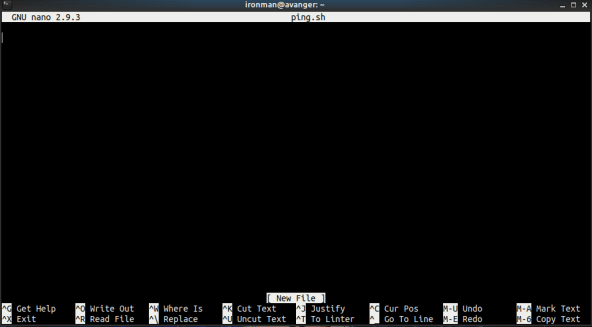 ironman@avanger: ~
GNU nano 2.9.3 ping.sh
[ New File ]
^G Get Help ^O Write Out ^W Where Is ^K Cut Text ^J Justify ^C Cur Pos M-U Undo M-A Mark Text
^X Exit ^R Read File ^\ Replace ^U Uncut Text ^T To Linter ^_ Go To Line M-E Redo M-6 Copy Text